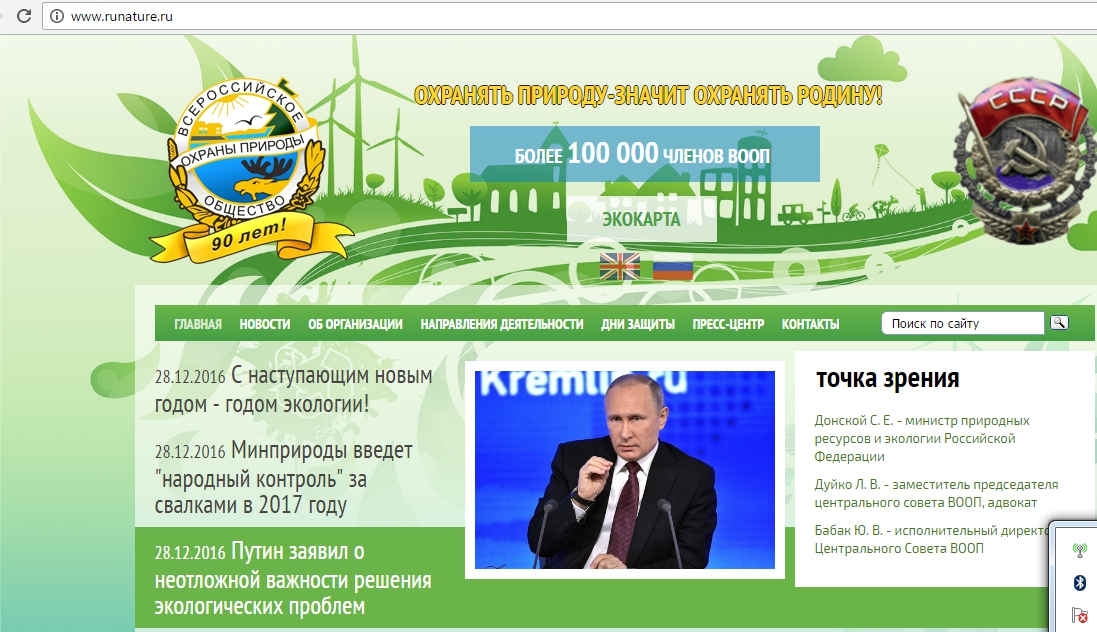 www.runature.ru
ВСЕРОССИЙСКОЕ
ОХРАНЫ ПРИРОДЫ
ОБЩЕСТВО
90 лет!
ОХРАНЯТЬ ПРИРОДУ-ЗНАЧИТ ОХРАНЯТЬ РОДИНУ!
БОЛЕЕ 100 000 ЧЛЕНОВ ВООП
ЭКОКАРТА
СССР
ГЛАВНАЯ НОВОСТИ ОБ ОРГАНИЗАЦИИ НАПРАВЛЕНИЯ ДЕЯТЕЛЬНОСТИ ДНИ ЗАЩИТЫ ПРЕСС-ЦЕНТР КОНТАКТЫ Поиск по сайту
28.12.2016 С наступающим новым
годом - годом экологии!
28.12.2016 Минприроды введет
"народный контроль" за
свалками в 2017 году
28.12.2016 Путин заявил о
неотложной важности решения
экологических проблем
Kremlin.ru
точка зрения
Донской С. Е. - министр природных
ресурсов и экологии Российской
Федерации
Дуйко Л. В. - заместитель председателя
центрального совета ВООП, адвокат
Бабак Ю. В. - исполнительный директо
Центрального Совета ВООП